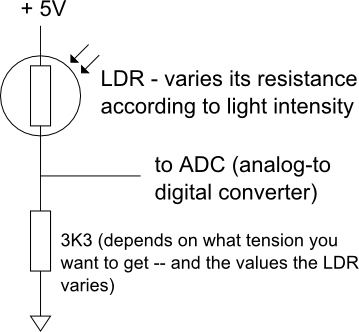 + 5V
LDR - varies its resistance
according to light intensity
to ADC (analog-to
digital converter)
3K3 (depends on what tension you
want to get -- and the values the LDR
varies)